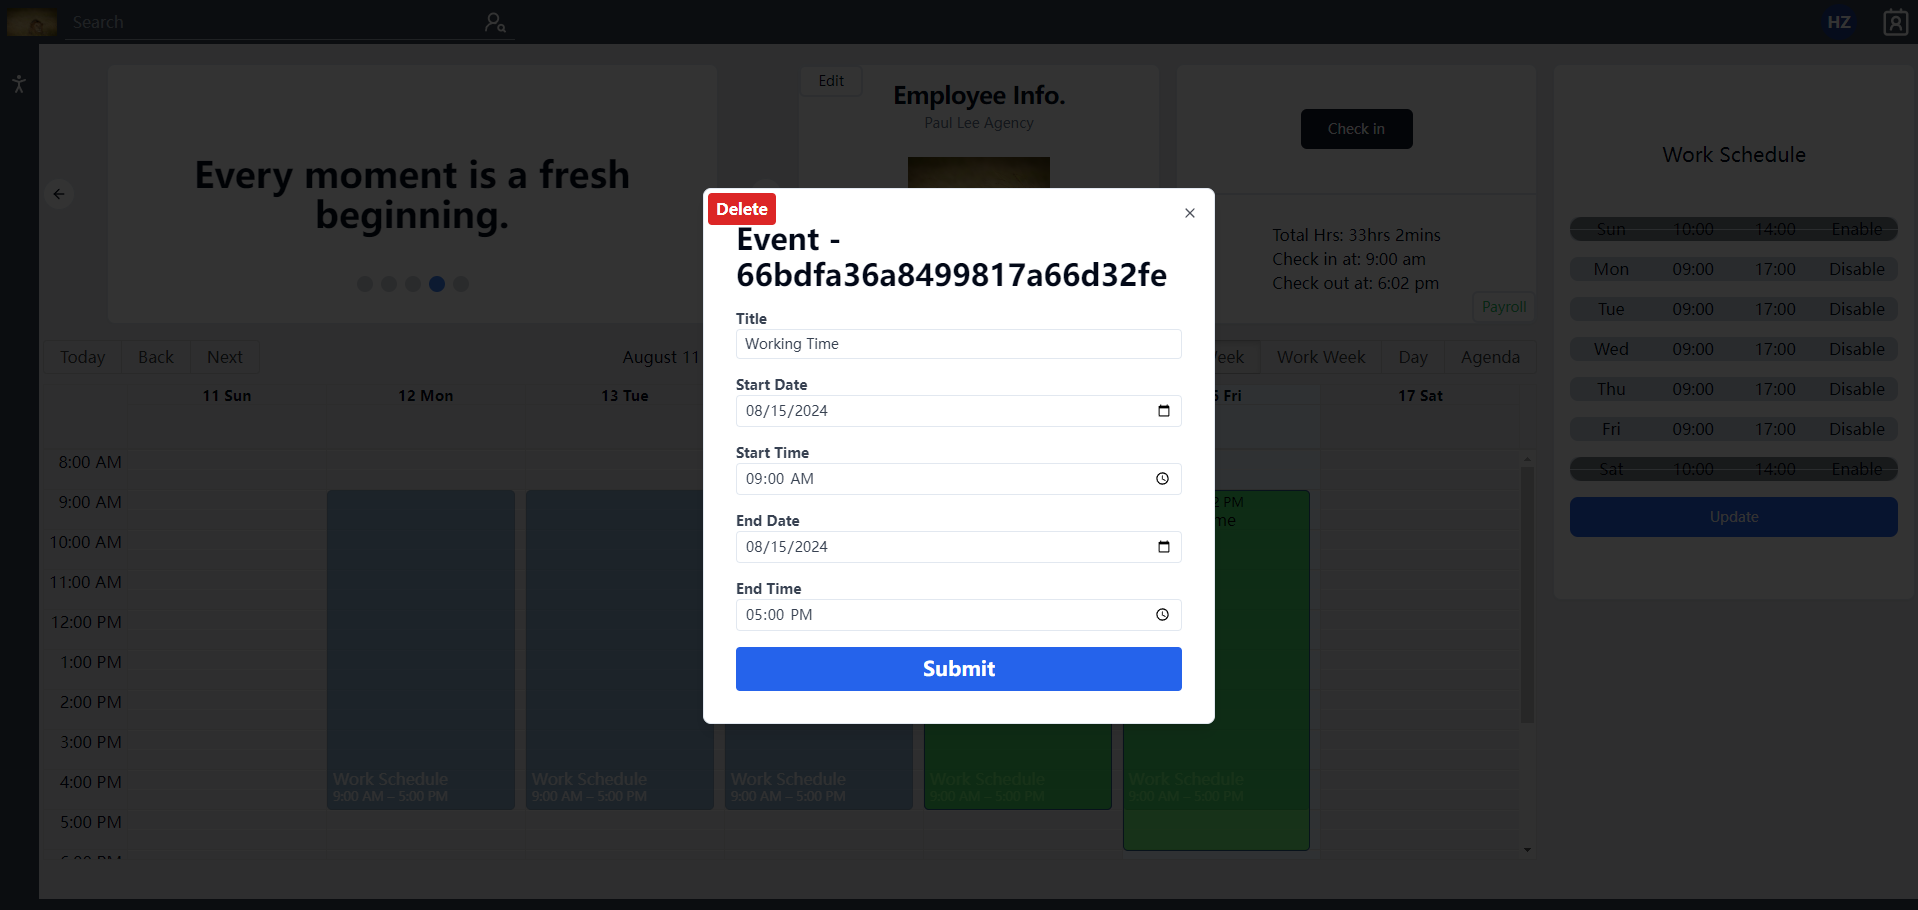 Search
HZ
Every moment is a fresh
beginning.
Edit
Employee Info.
Paul Lee Agency
Check in
Total Hrs: 33hrs 2mins
Check in at: 9:00 am
Check out at: 6:02 pm
Payroll
Work Schedule
Sun 10:00 14:00 Enable
Mon 09:00 17:00 Disable
Tue 09:00 17:00 Disable
Wed 09:00 17:00 Disable
Thu 09:00 17:00 Disable
Fri 09:00 17:00 Disable
Sat 10:00 14:00 Enable
Update
Delete
Event -
66bdfa36a8499817a66d32fe
Title
Working Time
Start Date
08/15/2024
Start Time
09:00 AM
End Date
08/15/2024
End Time
05:00 PM
Submit
Today Back Next August 11 Work Week Day Agenda
11 Sun 12 Mon 13 Tue Fri 17 Sat
8:00 AM
9:00 AM
10:00 AM
11:00 AM
12:00 PM
1:00 PM
2:00 PM
3:00 PM
4:00 PM
5:00 PM
PM
Work Schedule
9:00 AM – 5:00 PM
Work Schedule
9:00 AM – 5:00 PM
Work Schedule
9:00 AM – 5:00 PM
Work Schedule
9:00 AM – 5:00 PM
Work Schedule
9:00 AM – 5:00 PM